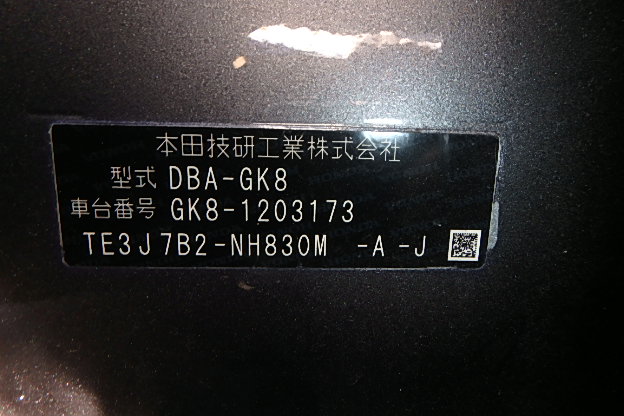 本田技研工業株式会社
型式 DBA-GK8
車台番号 GK8-1203173
TE3J7B2-NH830M -A -J